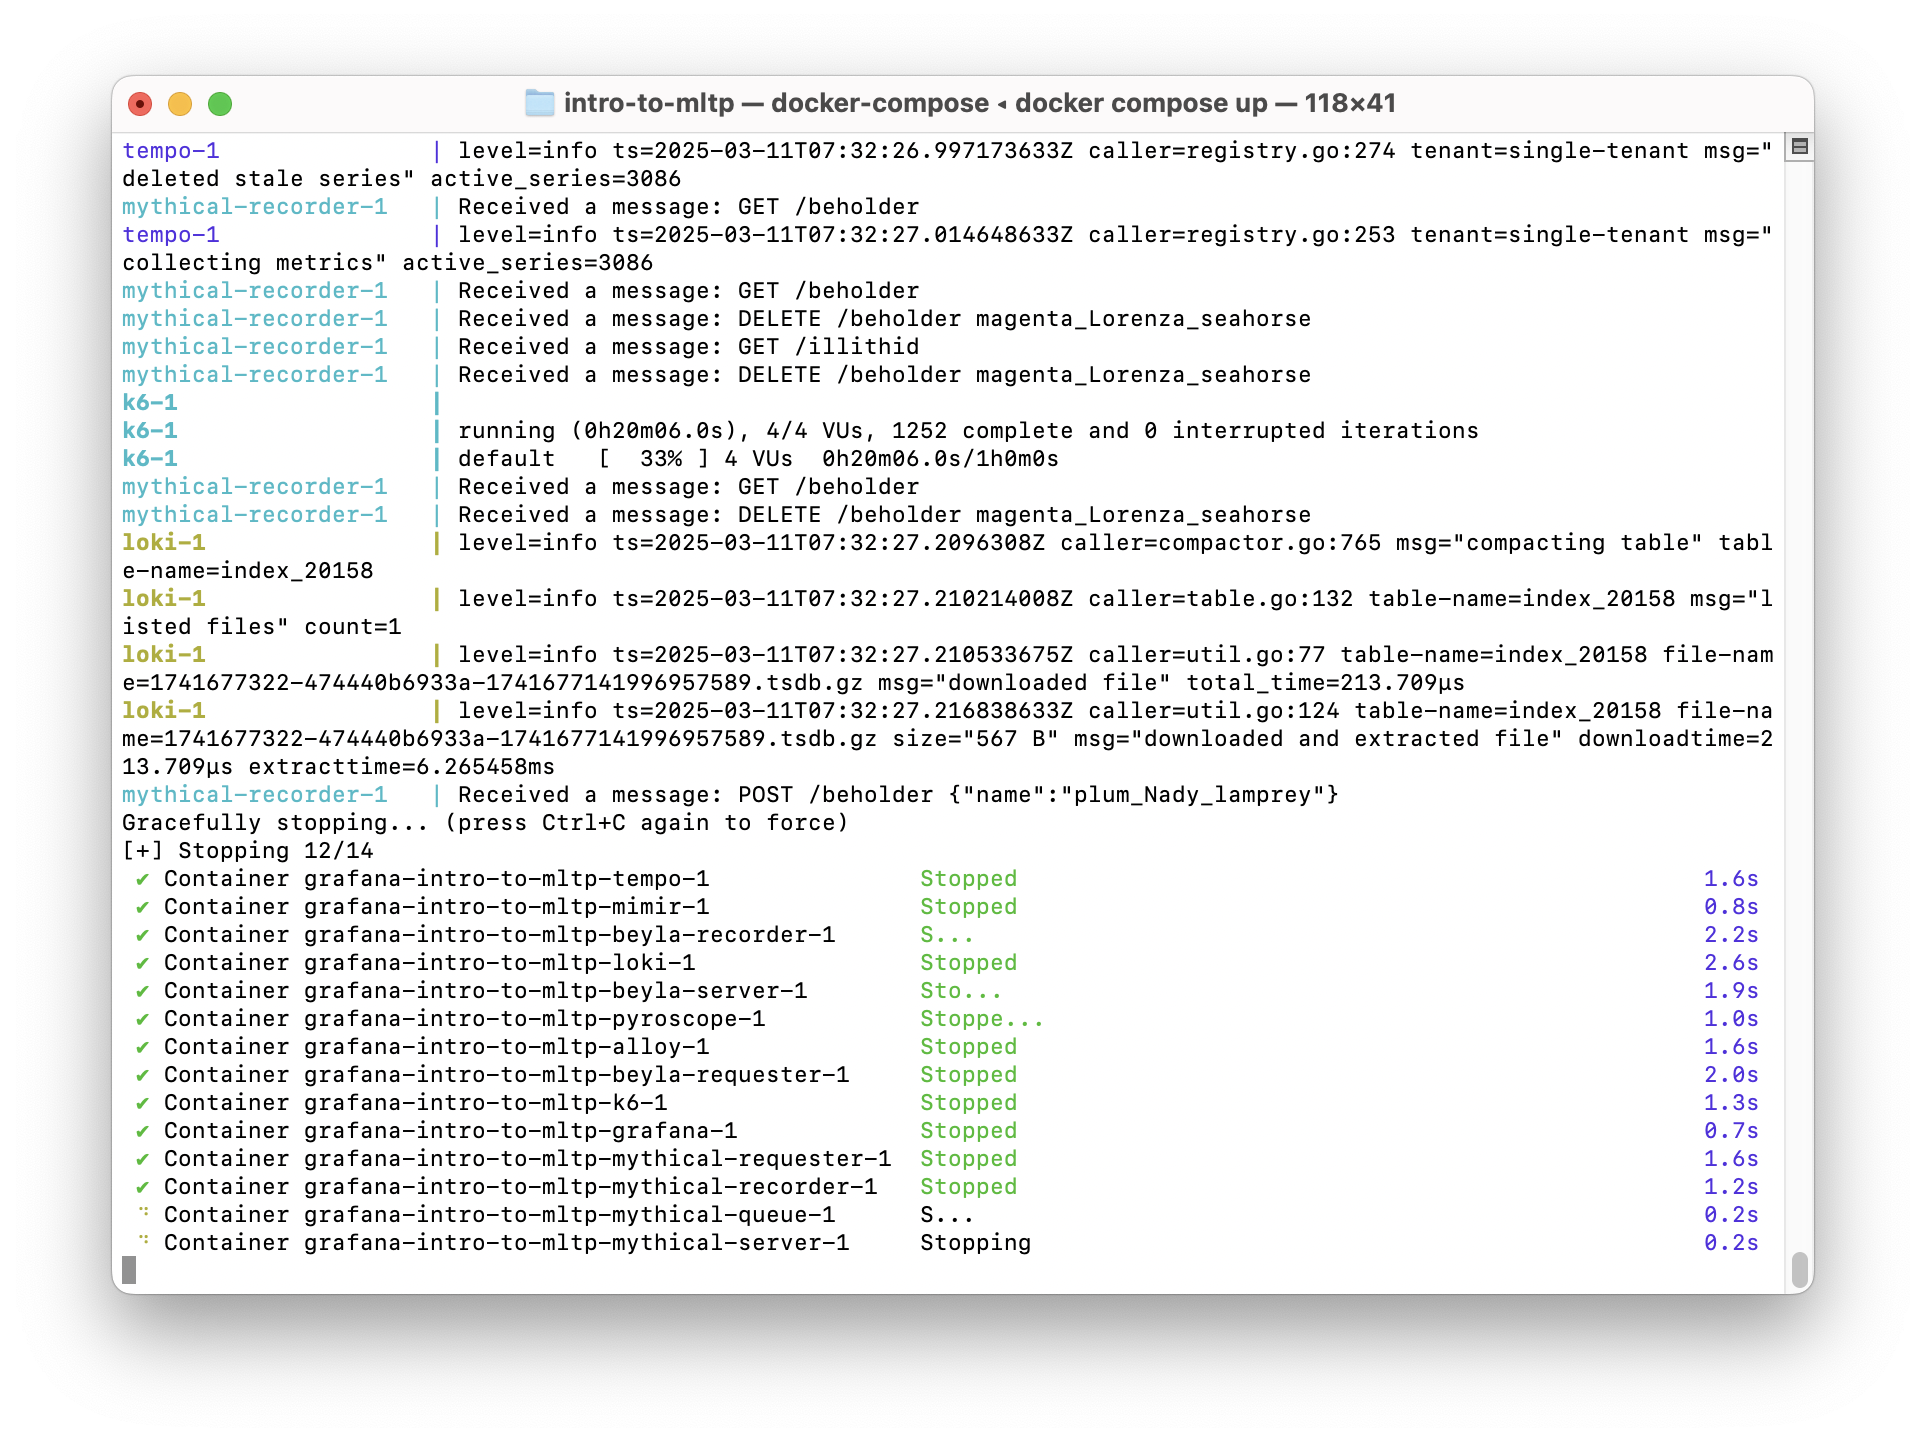 intro-to-mltp — docker-compose ◂ docker compose up — 118×41
tempo-1               | level=info ts=2025-03-11T07:32:26.997173633Z caller=registry.go:274 tenant=single-tenant msg="
deleted stale series" active_series=3086
mythical-recorder-1   | Received a message: GET /beholder
tempo-1               | level=info ts=2025-03-11T07:32:27.014648633Z caller=registry.go:253 tenant=single-tenant msg="
collecting metrics" active_series=3086
mythical-recorder-1   | Received a message: GET /beholder
mythical-recorder-1   | Received a message: DELETE /beholder magenta_Lorenza_seahorse
mythical-recorder-1   | Received a message: GET /illithid
mythical-recorder-1   | Received a message: DELETE /beholder magenta_Lorenza_seahorse
k6-1                  |
k6-1                  | running (0h20m06.0s), 4/4 VUs, 1252 complete and 0 interrupted iterations
k6-1                  | default   [  33% ] 4 VUs  0h20m06.0s/1h0m0s
mythical-recorder-1   | Received a message: GET /beholder
mythical-recorder-1   | Received a message: DELETE /beholder magenta_Lorenza_seahorse
loki-1                | level=info ts=2025-03-11T07:32:27.2096308Z caller=compactor.go:765 msg="compacting table" tabl
e-name=index_20158
loki-1                | level=info ts=2025-03-11T07:32:27.210214008Z caller=table.go:132 table-name=index_20158 msg="l
isted files" count=1
loki-1                | level=info ts=2025-03-11T07:32:27.210533675Z caller=util.go:77 table-name=index_20158 file-nam
e=1741677322-474440b6933a-1741677141996957589.tsdb.gz msg="downloaded file" total_time=213.709µs
loki-1                | level=info ts=2025-03-11T07:32:27.216838633Z caller=util.go:124 table-name=index_20158 file-na
me=1741677322-474440b6933a-1741677141996957589.tsdb.gz size="567 B" msg="downloaded and extracted file" downloadtime=2
13.709µs extracttime=6.265458ms
mythical-recorder-1   | Received a message: POST /beholder {"name":"plum_Nady_lamprey"}
Gracefully stopping... (press Ctrl+C again to force)
[+] Stopping 12/14
 ✔ Container grafana-intro-to-mltp-tempo-1               Stopped 1.6s
 ✔ Container grafana-intro-to-mltp-mimir-1               Stopped 0.8s
 ✔ Container grafana-intro-to-mltp-beyla-recorder-1      S... 2.2s
 ✔ Container grafana-intro-to-mltp-loki-1                Stopped 2.6s
 ✔ Container grafana-intro-to-mltp-beyla-server-1        Sto... 1.9s
 ✔ Container grafana-intro-to-mltp-pyroscope-1           Stoppe... 1.0s
 ✔ Container grafana-intro-to-mltp-alloy-1               Stopped 1.6s
 ✔ Container grafana-intro-to-mltp-beyla-requester-1     Stopped 2.0s
 ✔ Container grafana-intro-to-mltp-k6-1                  Stopped 1.3s
 ✔ Container grafana-intro-to-mltp-grafana-1             Stopped 0.7s
 ✔ Container grafana-intro-to-mltp-mythical-requester-1  Stopped 1.6s
 ✔ Container grafana-intro-to-mltp-mythical-recorder-1   Stopped 1.2s
 ⠙ Container grafana-intro-to-mltp-mythical-queue-1      S... 0.2s
 ⠙ Container grafana-intro-to-mltp-mythical-server-1     Stopping 0.2s